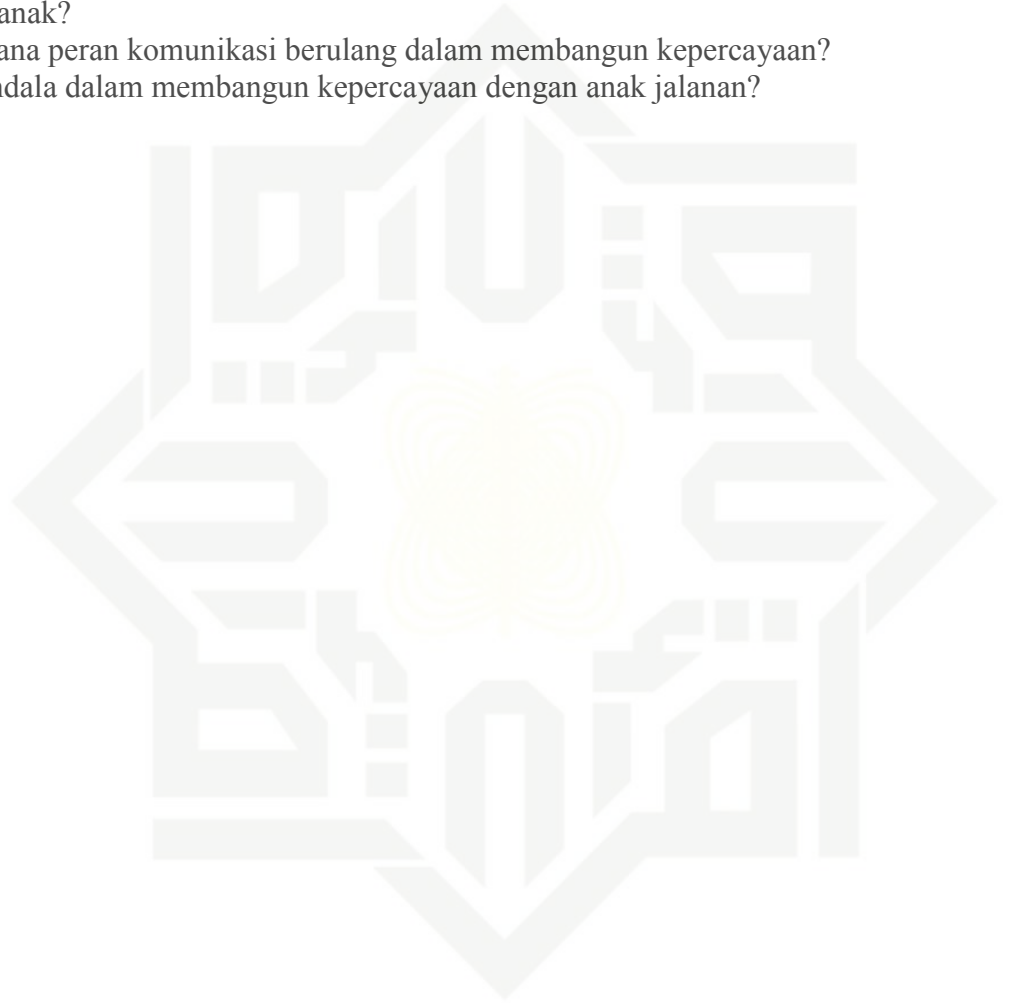 anak?
ana peran komunikasi berulang dalam membangun kepercayaan?
dala dalam membangun kepercayaan dengan anak jalanan?